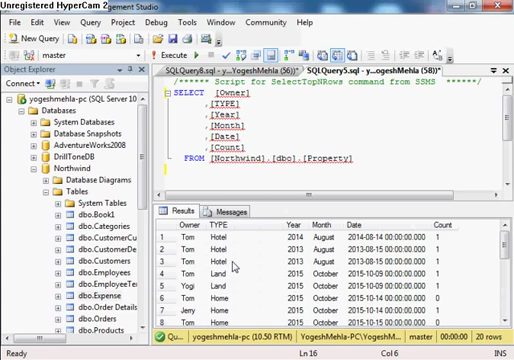 Unregistered HyperCam 2
agement Studio
File Edit View Query Project Debug Tools Window Community Help
New Query
master
Execute
Object Explorer
Connect
yogeshmehla-pc (SQL Server 10
Databases
System Databases
Database Snapshots
AdventureWorks2008
DrillToneDB
Northwind
Database Diagrams
Tables
System Tables
dbo.Book1
dbo.Categories
dbo.CustomerCu
dbo.CustomerDe
dbo.Customers
dbo.Employees
dbo.EmployeeTer
dbo.Expense
dbo.Order Details
dbo.Orders
dbo.Products
SQLQuery8.sql - y...YogeshMehla (56))*
SQLQuery5.sql - y...ogeshMehla (58))*
/****** Script for SelectTopNRows command from SSMS ******/
SELECT [Owner]
,[TYPE]
,[Year]
,[Month]
,[Date]
,[Count]
FROM [Northwind].[dbo].[Property]
Results Messages
Owner TYPE Year Month Date Count
1 Tom Hotel 2014 August 2014-08-14 00:00:00.000 1
2 Tom Hotel 2013 August 2013-08-15 00:00:00.000 1
3 Tom Hotel 2013 August 2013-08-15 00:00:00.000 1
4 Tom Land 2015 October 2015-10-09 00:00:00.000 1
5 Yogi Land 2015 October 2015-10-09 00:00:00.000 1
6 Tom Home 2015 October 2015-10-14 00:00:00.000 0
7 Jerry Home 2015 October 2015-10-14 00:00:00.000 1
8 Tom Home 2015 October 2015-10-13 00:00:00.000 1
Qu... yogeshmehla-pc (10.50 RTM) YogeshMehla-PC\YogeshM... master 00:00:00 20 rows
Ready Ln 16 Col 6 INS